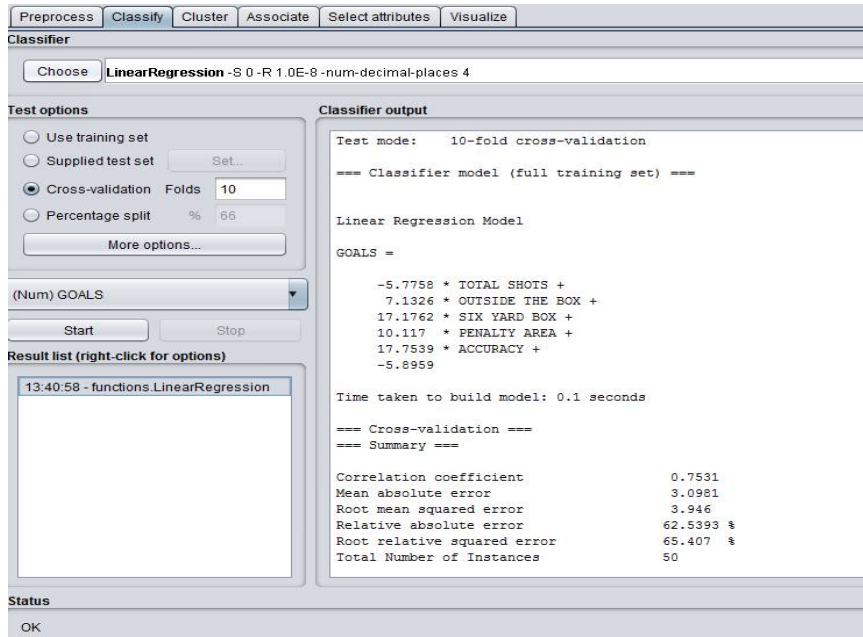 Preprocess Classify Cluster Associate Select attributes Visualize
Classifier
Choose LinearRegression -S 0 -R 1.0E-8 -num-decimal-places 4
Test options
Use training set
Supplied test set Set...
Cross-validation Folds 10
Percentage split % 66
More options...
(Num) GOALS
Start Stop
Result list (right-click for options)
13:40:58 - functions.LinearRegression
Classifier output
Test mode: 10-fold cross-validation
=== Classifier model (full training set) ===
Linear Regression Model
GOALS =
-5.7758 * TOTAL SHOTS +
7.1326 * OUTSIDE THE BOX +
17.1762 * SIX YARD BOX +
10.117 * PENALTY AREA +
17.7539 * ACCURACY +
-5.8959
Time taken to build model: 0.1 seconds
=== Cross-validation ===
=== Summary ===
Correlation coefficient 0.7531
Mean absolute error 3.0981
Root mean squared error 3.946
Relative absolute error 62.5393 %
Root relative squared error 65.407 %
Total Number of Instances 50
Status
OK